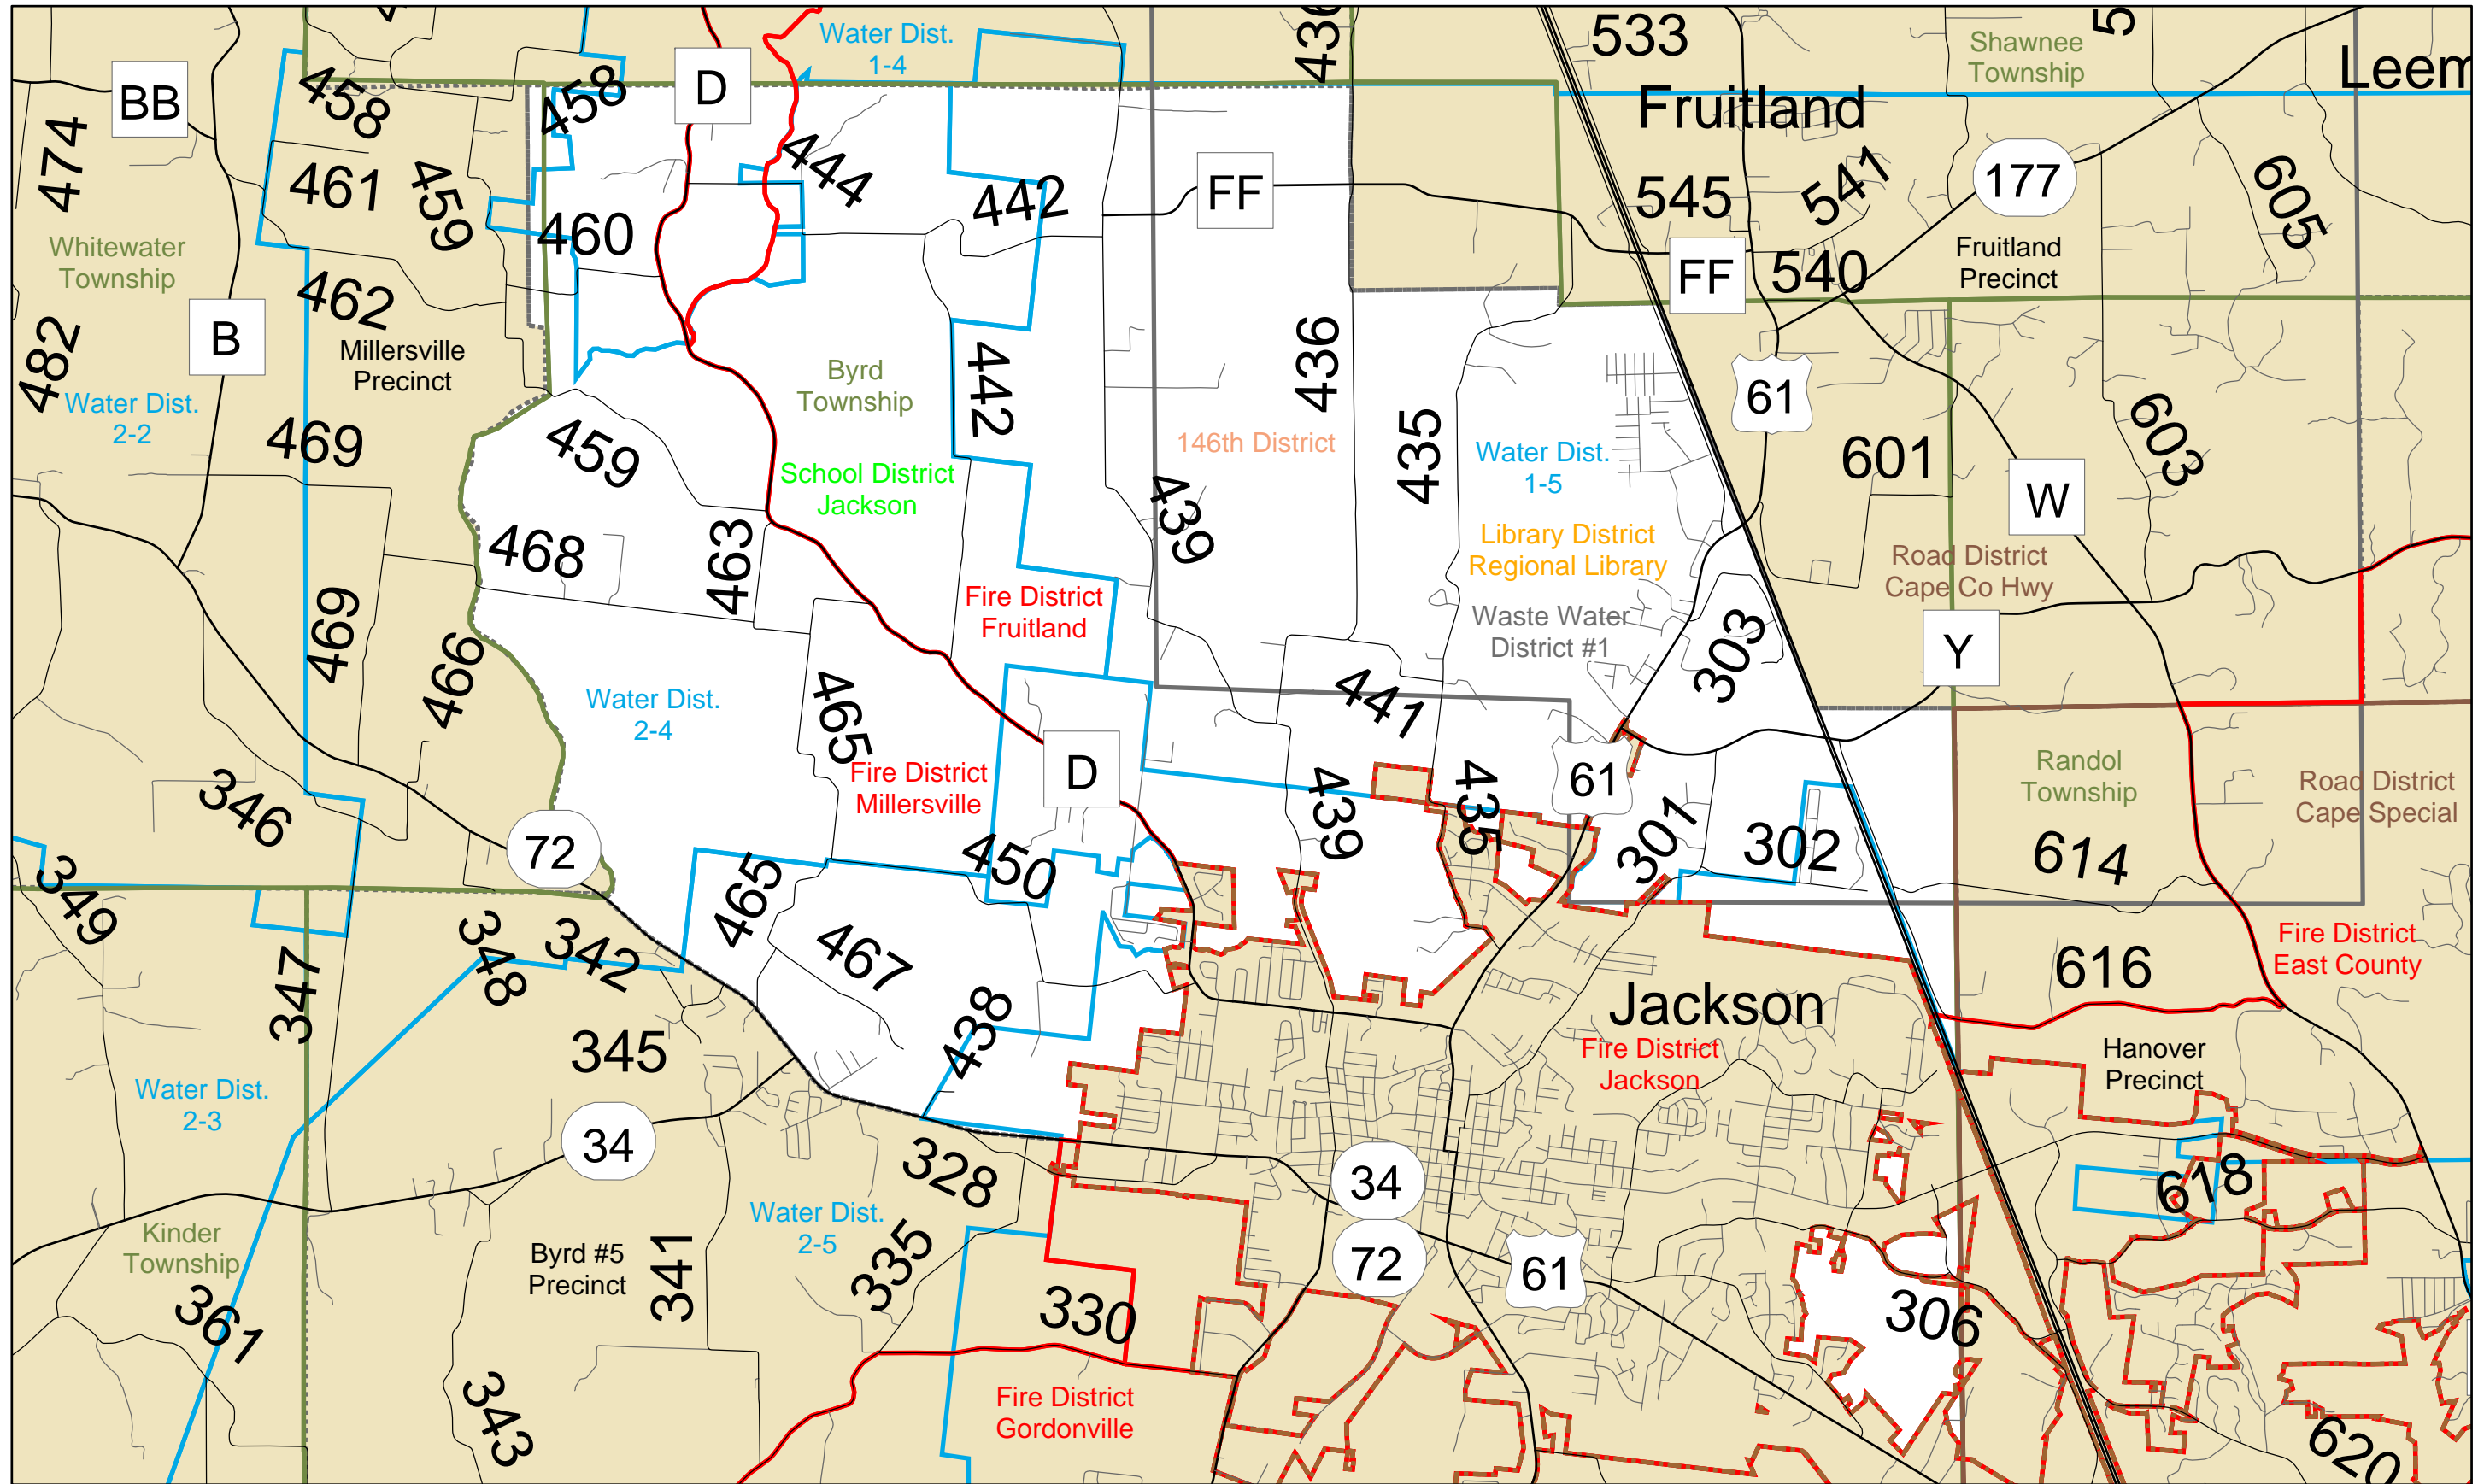 436
533
5
Water Dist.
1-4
Shawnee
Township
Leem
D
BB
458
458
Fruitland
474
461
459
444
442
FF
545
541
177
605
460
Whitewater
Township
FF
540
Fruitland
Precinct
462
B
482
Millersville
Precinct
436
442
Byrd
Township
61
Water Dist.
2-2
469
459
146th District
435
Water Dist.
1-5
601
603
School District
Jackson
W
439
468
463
Library District
Regional Library
Road District
Cape Co Hwy
469
466
Fire District
Fruitland
Waste Water
District #1
303
Y
Water Dist.
2-4
465
441
Fire District
Millersville
D
439
435
61
Randol
Township
Road District
Cape Special
346
72
301
302
614
349
450
465
467
347
348
342
Fire District
East County
616
438
Jackson
345
Fire District
Jackson
Hanover
Precinct
Water Dist.
2-3
34
328
34
618
Kinder
Township
Byrd #5
Precinct
341
Water Dist.
2-5
335
72
61
361
330
306
343
Fire District
Gordonville
620